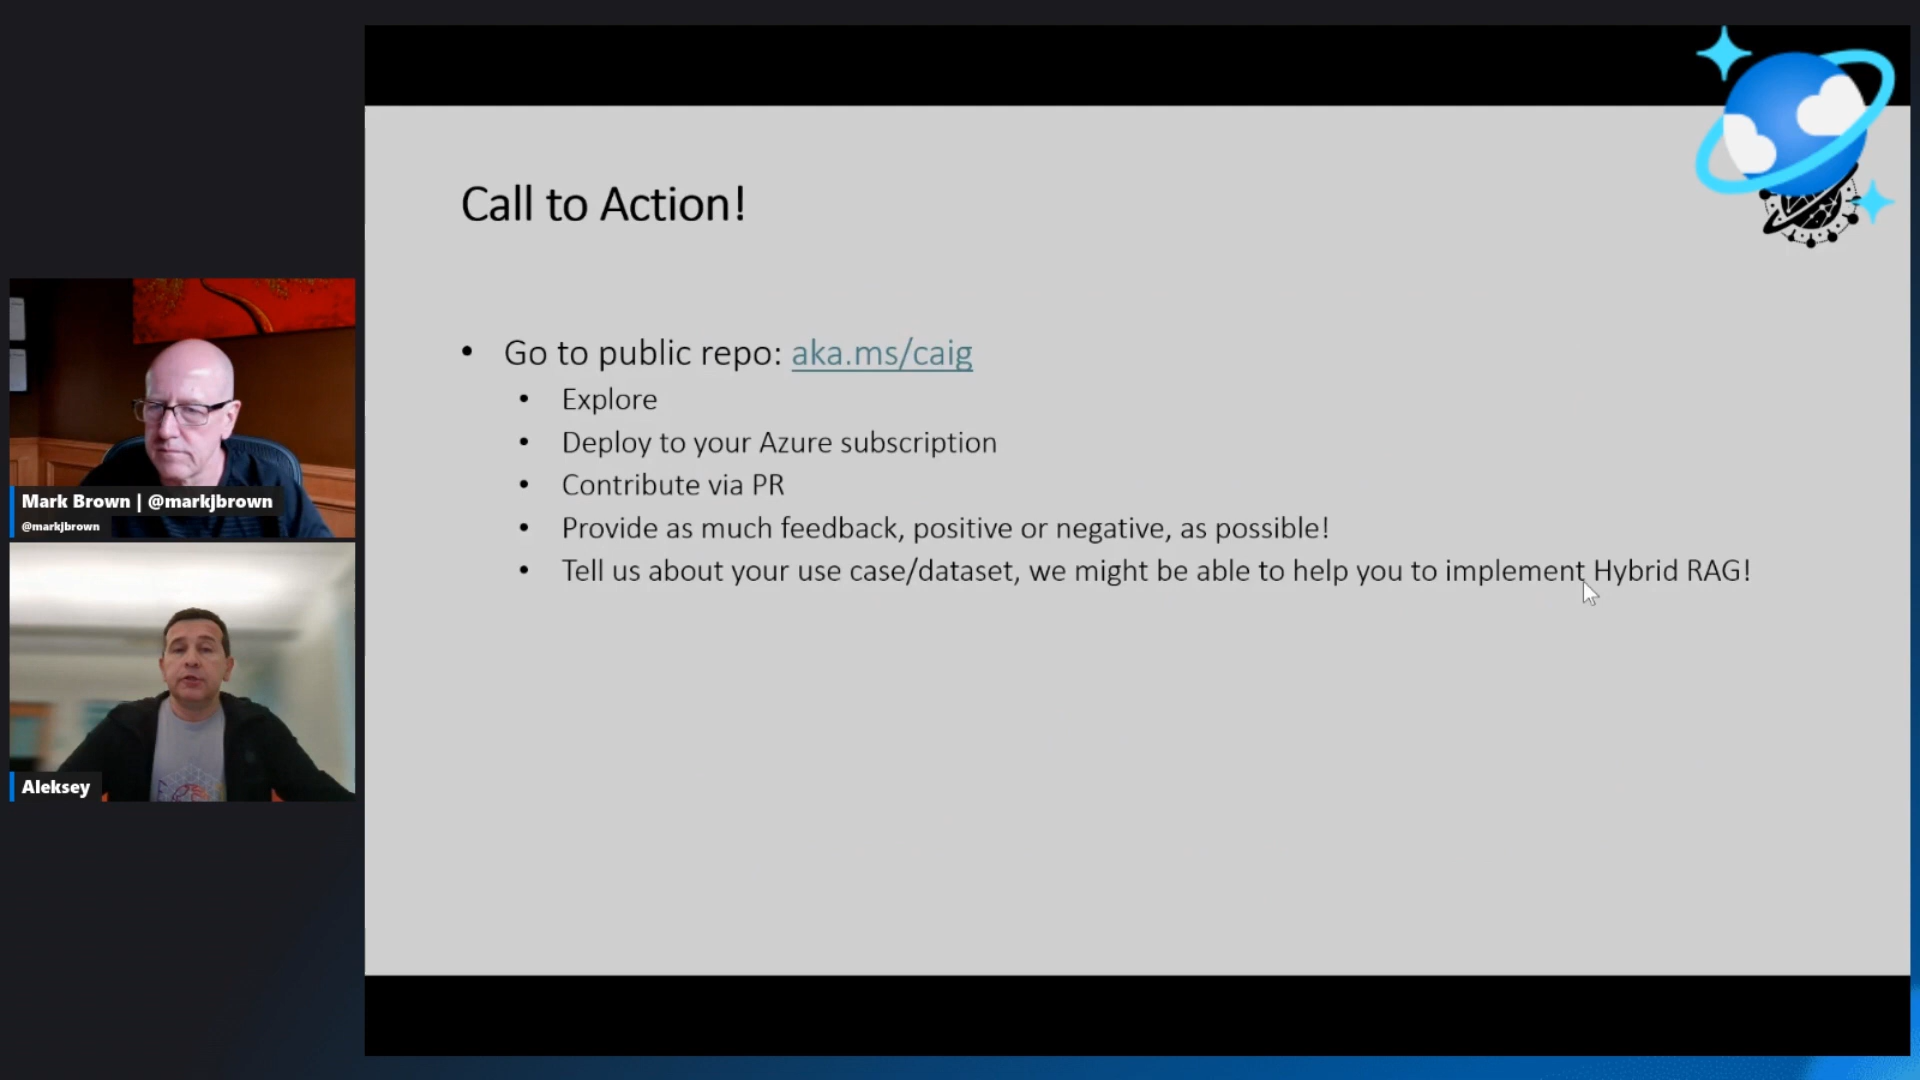 Call to Action!
• Go to public repo: aka.ms/caig
• Explore
• Deploy to your Azure subscription
• Contribute via PR
• Provide as much feedback, positive or negative, as possible!
• Tell us about your use case/dataset, we might be able to help you to implement Hybrid RAG!
Mark Brown | @markjbrown
@markjbrown
Aleksey